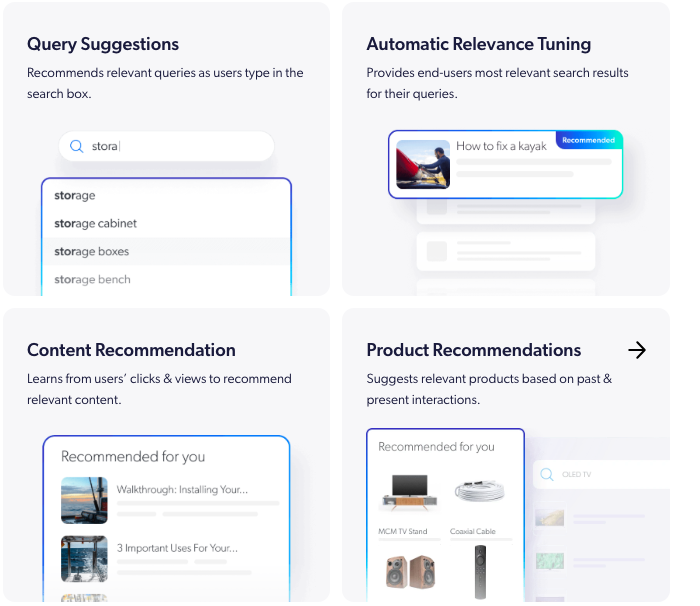 Query Suggestions
Recommends relevant queries as users type in the
search box.
stora
storage
storage cabinet
storage boxes
storage bench
Automatic Relevance Tuning
Provides end-users most relevant search results
for their queries.
Recommended
How to fix a kayak
Content Recommendation
Learns from users’ clicks & views to recommend
relevant content.
Recommended for you
Walkthrough: Installing Your...
3 Important Uses For Your...
Product Recommendations
Suggests relevant products based on past &
present interactions.
Recommended for you
MCM TV Stand
Coaxial Cable
QLED TV